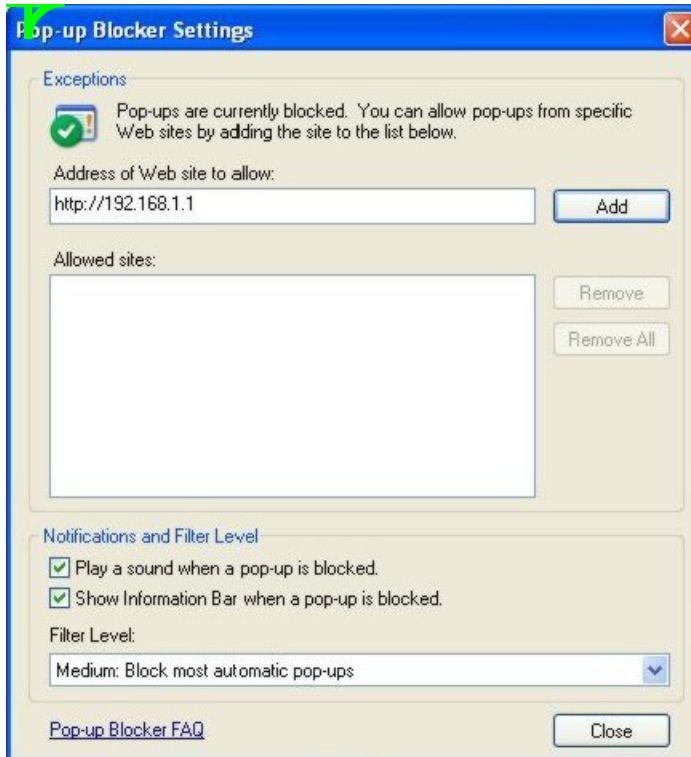 Pop-up Blocker Settings
Exceptions
Pop-ups are currently blocked. You can allow pop-ups from specific
Web sites by adding the site to the list below.
Address of Web site to allow:
http://192.168.1.1
Add
Allowed sites:
Remove
Remove All
Notifications and Filter Level
Play a sound when a pop-up is blocked.
Show Information Bar when a pop-up is blocked.
Filter Level:
Medium: Block most automatic pop-ups
Pop-up Blocker FAQ
Close